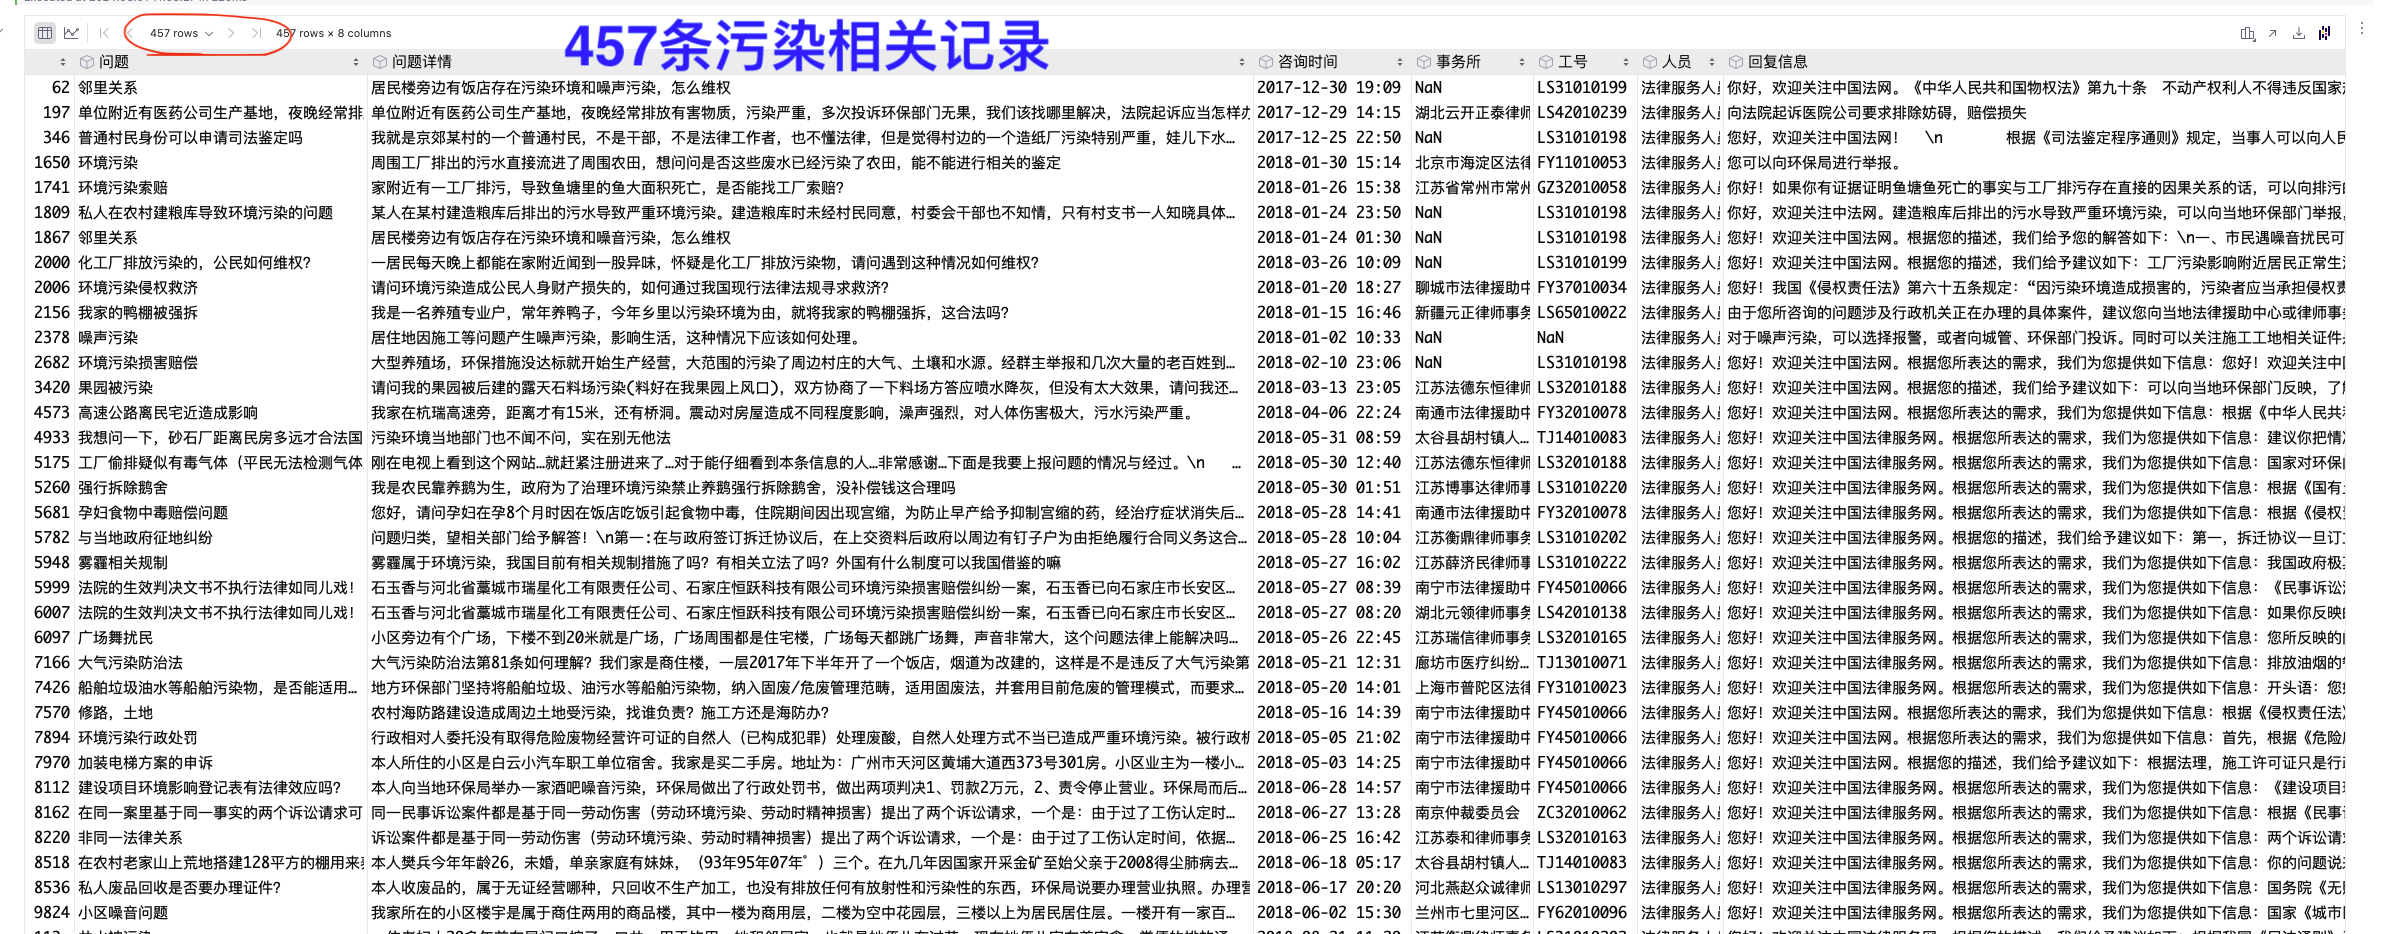 457 rows
457 rows × 8 columns
457条污染相关记录
问题 问题详情 咨询时间 事务所 工号 人员 回复信息
62 邻里关系 居民楼旁边有饭店存在污染环境和噪声污染，怎么维权 2017-12-30 19:09 NaN LS31010199 法律服务人 您好，欢迎关注中国法网。《中华人民共和国物权法》第九十条 不动产权利人不得违反国家
197 单位附近有医药公司生产基地，夜晚经常排 单位附近有医药公司生产基地，夜晚经常排放有害物质，污染严重，多次投诉环保部门无果，我们该找哪里解决，法院起诉应当怎样 2017-12-29 14:15 湖北云开正泰律师 LS42010239 法律服务人 向法院起诉医院公司要求排除妨碍，赔偿损失
346 普通村民身份可以申请司法鉴定吗 我就是京郊某村的一个普通村民，不是干部，不是法律工作者，也不懂法律，但是觉得村边的一个造纸厂污染特别严重，娃儿下水… 2017-12-25 22:50 NaN LS31010198 法律服务人 您好，欢迎关注中国法网！ \n 根据《司法鉴定程序通则》规定，当事人可以向人民
1650 环境污染 周围工厂排出的污水直接流进了周围农田，想问问是否这些废水已经污染了农田，能不能进行相关的鉴定 2018-01-30 15:14 北京市海淀区法律 FY11010053 法律服务人 您可以向环保局进行举报。
1741 环境污染索赔 家附近有一工厂排污，导致鱼塘里的鱼大面积死亡，是否能找工厂索赔？ 2018-01-26 15:38 江苏省常州市常州 GZ32010058 法律服务人 你好！如果你有证据证明鱼塘鱼死亡的事实与工厂排污存在直接的因果关系的话，可以向排污
1809 私人在农村建粮库导致环境污染的问题 某人在某村建造粮库后排出的污水导致严重环境污染。建造粮库时未经村民同意，村委会干部也不知情，只有村支书一人知晓具体… 2018-01-24 23:50 NaN LS31010198 法律服务人 你好，欢迎关注中法网。建造粮库后排出的污水导致严重环境污染，可以向当地环保部门举报，
1867 邻里关系 居民楼旁边有饭店存在污染环境和噪音污染，怎么维权 2018-01-24 01:30 NaN LS31010198 法律服务人 您好！欢迎关注中国法网。根据您的描述，我们给予您的解答如下：\n一、市民遇噪音扰民可
2000 化工厂排放污染的，公民如何维权？ 一居民每天晚上都能在家附近闻到一股异味，怀疑是化工厂排放污染物，请问遇到这种情况如何维权？ 2018-03-26 10:09 NaN LS31010199 法律服务人 您好！欢迎关注中国法网。根据您的描述，我们给予建议如下：工厂污染影响附近居民正常生
2006 环境污染侵权救济 请问环境污染造成公民人身财产损失的，如何通过我国现行法律法规寻求救济？ 2018-01-20 18:27 聊城市法律援助中 FY37010034 法律服务人 您好！我国《侵权责任法》第六十五条规定：“因污染环境造成损害的，污染者应当承担侵权
2156 我家的鸭棚被强拆 我是一名养殖专业户，常年养鸭子，今年乡里以污染环境为由，就将我家的鸭棚强拆，这合法吗？ 2018-01-15 16:46 新疆元正律师事务 LS65010022 法律服务人 由于您所咨询的问题涉及行政机关正在办理的具体案件，建议您向当地法律援助中心或律师事
2378 噪声污染 居住地因施工等问题产生噪声污染，影响生活，这种情况下应该如何处理。 2018-01-02 10:33 NaN NaN 法律服务人 对于噪声污染，可以选择报警，或者向城管、环保部门投诉。同时可以关注施工工地相关证件
2682 环境污染损害赔偿 大型养殖场，环保措施没达标就开始生产经营，大范围的污染了周边村庄的大气、土壤和水源。经群主举报和几次大量的老百姓到… 2018-02-10 23:06 NaN LS31010198 法律服务人 您好！欢迎关注中国法网。根据您所表达的需求，我们为您提供如下信息：您好！欢迎关注中
3420 果园被污染 请问我的果园被后建的露天石料场污染(料好在我果园上风口)，双方协商了一下料场方答应喷水降灰，但没有太大效果，请问我还… 2018-03-13 23:05 江苏法德东恒律师 LS32010188 法律服务人 您好！欢迎关注中国法网。根据您的描述，我们给予建议如下：可以向当地环保部门反映，了
4573 高速公路离民宅近造成影响 我家在杭瑞高速旁，距离才有15米，还有桥洞。震动对房屋造成不同程度影响，澡声强烈，对人体伤害极大，污水污染严重。 2018-04-06 22:24 南通市法律援助中 FY32010078 法律服务人 您好！欢迎关注中国法网。根据您所表达的需求，我们为您提供如下信息：根据《中华人民共
4933 我想问一下，砂石厂距离民房多远才合法国 污染环境当地部门也不闻不问，实在别无他法 2018-05-31 08:59 太谷县胡村镇人… TJ14010083 法律服务人 您好！欢迎关注中国法律服务网。根据您所表达的需求，我们为您提供如下信息：建议你把情
5175 工厂偷排疑似有毒气体（平民无法检测气体 刚在电视上看到这个网站…就赶紧注册进来了…对于能仔细看到本条信息的人…非常感谢…下面是我要上报问题的情况与经过。\n … 2018-05-30 12:40 江苏法德东恒律师 LS32010188 法律服务人 您好！欢迎关注中国法律服务网。根据您所表达的需求，我们为您提供如下信息：国家对环保
5260 强行拆除鹅舍 我是农民靠养鹅为生，政府为了治理环境污染禁止养鹅强行拆除鹅舍，没补偿钱这合理吗 2018-05-30 01:51 江苏博事达律师事 LS31010220 法律服务人 您好！欢迎关注中国法律服务网。根据您所表达的需求，我们为您提供如下信息：根据《国有
5681 孕妇食物中毒赔偿问题 您好，请问孕妇在孕8个月时因在饭店吃饭引起食物中毒，住院期间因出现宫缩，为防止早产给予抑制宫缩的药，经治疗症状消失后… 2018-05-28 14:41 南通市法律援助中 FY32010078 法律服务人 您好！欢迎关注中国法律服务网。根据您所表达的需求，我们为您提供如下信息：根据《侵权
5782 与当地政府征地纠纷 问题归类，望相关部门给予解答！\n第一:在与政府签订拆迁协议后，在上交资料后政府以周边有钉子户为由拒绝履行合同义务这合… 2018-05-28 10:04 江苏衡鼎律师事务 LS31010202 法律服务人 您好！欢迎关注中国法律服务网。根据您的描述，我们给予建议如下：第一，拆迁协议一旦订
5948 雾霾相关规制 雾霾属于环境污染，我国目前有相关规制措施了吗？有相关立法了吗？外国有什么制度可以我国借鉴的嘛 2018-05-27 16:02 江苏薛济民律师事 LS31010222 法律服务人 您好！欢迎关注中国法律服务网。根据您所表达的需求，我们为您提供如下信息：我国政府极
5999 法院的生效判决文书不执行法律如同儿戏！ 石玉香与河北省藁城市瑞星化工有限责任公司、石家庄恒跃科技有限公司环境污染损害赔偿纠纷一案，石玉香已向石家庄市长安区… 2018-05-27 08:39 南宁市法律援助中 FY45010066 法律服务人 您好！欢迎关注中国法律服务网。根据您所表达的需求，我们为您提供如下信息：《民事诉讼
6007 法院的生效判决文书不执行法律如同儿戏！ 石玉香与河北省藁城市瑞星化工有限责任公司、石家庄恒跃科技有限公司环境污染损害赔偿纠纷一案，石玉香已向石家庄市长安区… 2018-05-27 08:20 湖北元领律师事务 LS42010138 法律服务人 您好！欢迎关注中国法律服务网。根据您所表达的需求，我们为您提供如下信息：如果你反映的
6097 广场舞扰民 小区旁边有个广场，下楼不到20米就是广场，广场周围都是住宅楼，广场每天都跳广场舞，声音非常大，这个问题法律上能解决吗… 2018-05-26 22:45 江苏瑞信律师事务 LS32010165 法律服务人 您好！欢迎关注中国法律服务网。根据您所表达的需求，我们为您提供如下信息：您所反映的
7166 大气污染防治法 大气污染防治法第81条如何理解？我们家是商住楼，一层2017年下半年开了一个饭店，烟道为改建的，这样是不是违反了大气污染第 2018-05-21 12:31 廊坊市医疗纠纷… TJ13010071 法律服务人 您好！欢迎关注中国法律服务网。根据您所表达的需求，我们为您提供如下信息：排放油烟的
7426 船舶垃圾油水等船舶污染物，是否能适用… 地方环保部门坚持将船舶垃圾、油污水等船舶污染物，纳入固废/危废管理范畴，适用固废法，并套用目前危废的管理模式，而要求… 2018-05-20 14:01 上海市普陀区法律 FY31010023 法律服务人 您好！欢迎关注中国法律服务网。根据您所表达的需求，我们为您提供如下信息：开头语：您
7570 修路，土地 农村海防路建设造成周边土地受污染，找谁负责？施工方还是海防办？ 2018-05-16 14:39 南宁市法律援助中 FY45010066 法律服务人 您好！欢迎关注中国法网。根据您所表达的需求，我们为您提供如下信息：根据《侵权责任法
7894 环境污染行政处罚 行政相对人委托没有取得危险废物经营许可证的自然人（已构成犯罪）处理废酸，自然人处理方式不当已造成严重环境污染。被行政 2018-05-05 21:02 南宁市法律援助中 FY45010066 法律服务人 您好！欢迎关注中国法网。根据您所表达的需求，我们为您提供如下信息：首先，根据《危险
7970 加装电梯方案的申诉 本人所住的小区是白云小汽车职工单位宿舍。我家是买二手房。地址为：广州市天河区黄埔大道西373号301房。小区业主为一楼小… 2018-05-03 14:25 南宁市法律援助中 FY45010066 法律服务人 您好！欢迎关注中国法网。根据您的描述，我们给予建议如下：根据法理，施工许可证只是行
8112 建设项目环境影响登记表有法律效应吗？ 本人向当地环保局举办一家酒吧噪音污染，环保局做出了行政处罚书，做出两项判决1、罚款2万元，2、责令停止营业。环保局而后… 2018-06-28 14:57 南宁市法律援助中 FY45010066 法律服务人 您好！欢迎关注中国法律服务网。根据您所表达的需求，我们为您提供如下信息：《建设项目
8162 在同一案里基于同一事实的两个诉讼请求可 同一民事诉讼案件都是基于同一劳动伤害（劳动环境污染、劳动时精神损害）提出了两个诉讼请求，一个是：由于过了工伤认定时… 2018-06-27 13:28 南京仲裁委员会 ZC32010062 法律服务人 您好！欢迎关注中国法律服务网。根据您所表达的需求，我们为您提供如下信息：根据《民事
8220 非同一法律关系 诉讼案件都是基于同一劳动伤害（劳动环境污染、劳动时精神损害）提出了两个诉讼请求，一个是：由于过了工伤认定时间，依据… 2018-06-25 16:42 江苏泰和律师事务 LS32010163 法律服务人 您好！欢迎关注中国法律服务网。根据您所表达的需求，我们为您提供如下信息：两个诉讼请
8518 在农村老家山上荒地搭建128平方的棚用来 本人樊兵今年年龄26，未婚，单亲家庭有妹妹，（93年95年07年°）三个。在九几年因国家开采金矿至始父亲于2008得尘肺病去… 2018-06-18 05:17 太谷县胡村镇人… TJ14010083 法律服务人 您好！欢迎关注中国法律服务网。根据您所表达的需求，我们为您提供如下信息：你的问题说
8536 私人废品回收是否要办理证件？ 本人收废品的，属于无证经营哪种，只回收不生产加工，也没有排放任何有放射性和污染性的东西，环保局说要办理营业执照。办理 2018-06-17 20:20 河北燕赵众诚律师 LS13010297 法律服务人 您好！欢迎关注中国法律服务网。根据您所表达的需求，我们为您提供如下信息：国务院《无
9824 小区噪音问题 我家所在的小区楼宇是属于商住两用的商品楼，其中一楼为商用层，二楼为空中花园层，三楼以上为居民居住层。一楼开有一家百… 2018-06-02 15:30 兰州市七里河区… FY62010096 法律服务人 您好！欢迎关注中国法律服务网。根据您所表达的需求，我们为您提供如下信息：国家《城市